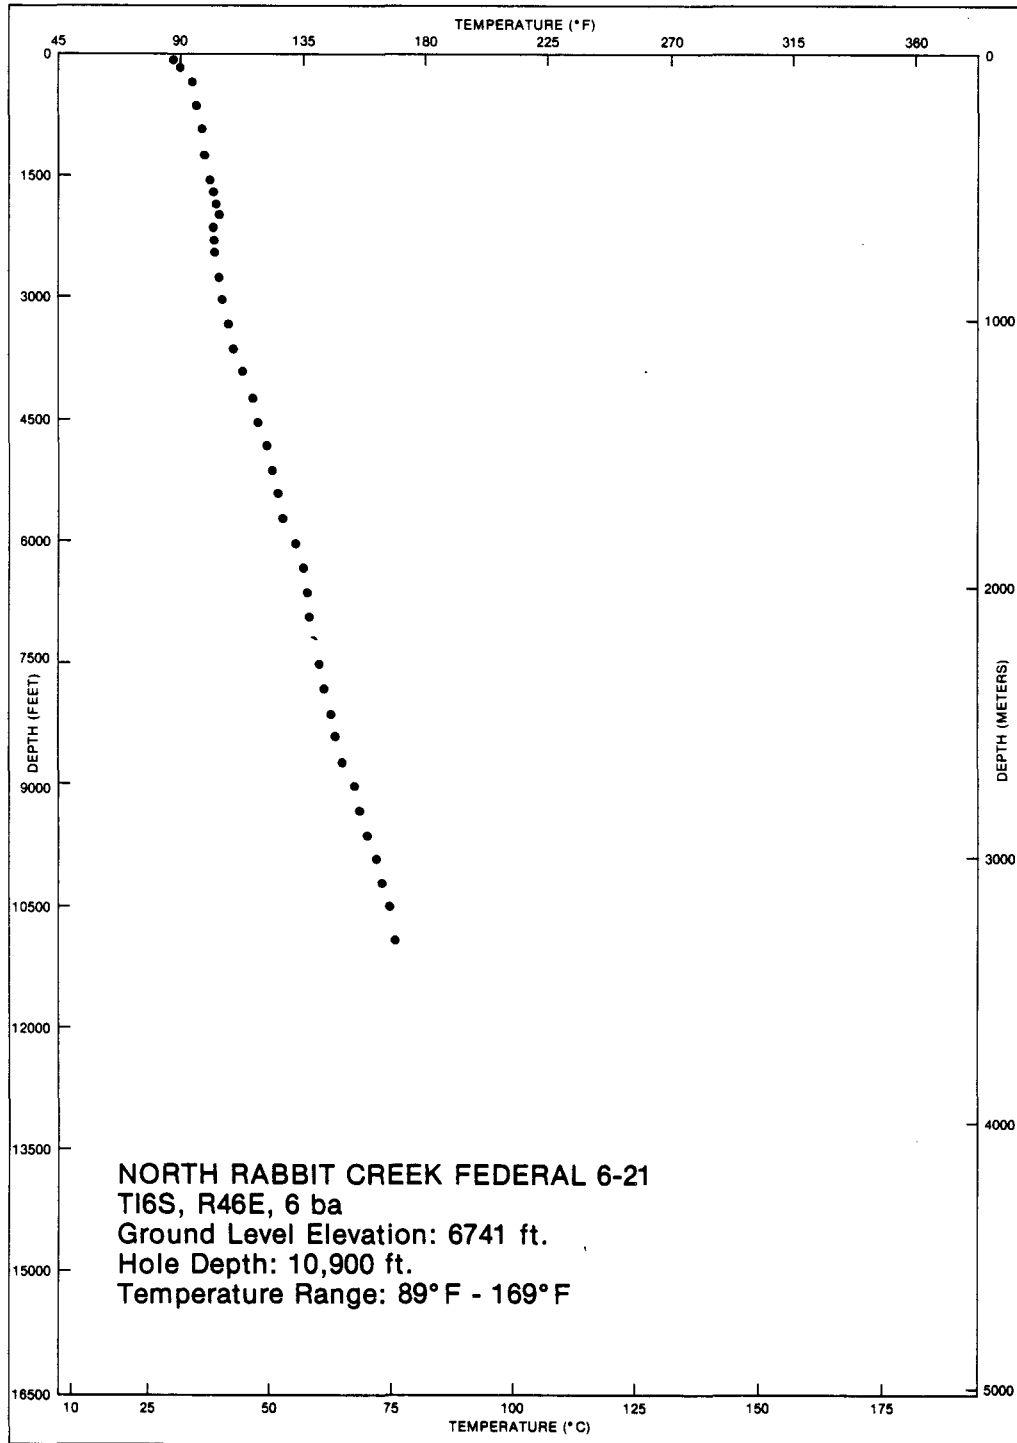 TEMPERATURE (°F)
45 90 135 180 225 270 315 360
0
1500
3000
4500
6000
7500
9000
10500
12000
13500
15000
16500
DEPTH (FEET)
0
1000
2000
3000
4000
5000
DEPTH (METERS)
NORTH RABBIT CREEK FEDERAL 6-21
TI6S, R46E, 6 ba
Ground Level Elevation: 6741 ft.
Hole Depth: 10,900 ft.
Temperature Range: 89°F - 169°F
10 25 50 75 100 125 150 175
TEMPERATURE (°C)